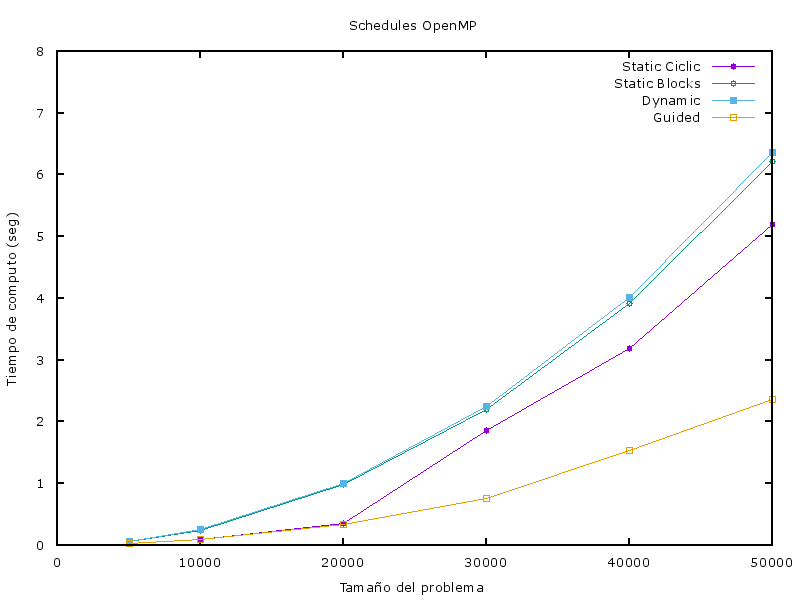 Schedules OpenMP
Static Ciclic
Static Blocks
Dynamic
Guided
Tiempo de computo (seg)
8
7
6
5
4
3
2
1
0
0 10000 20000 30000 40000 50000
Tamaño del problema